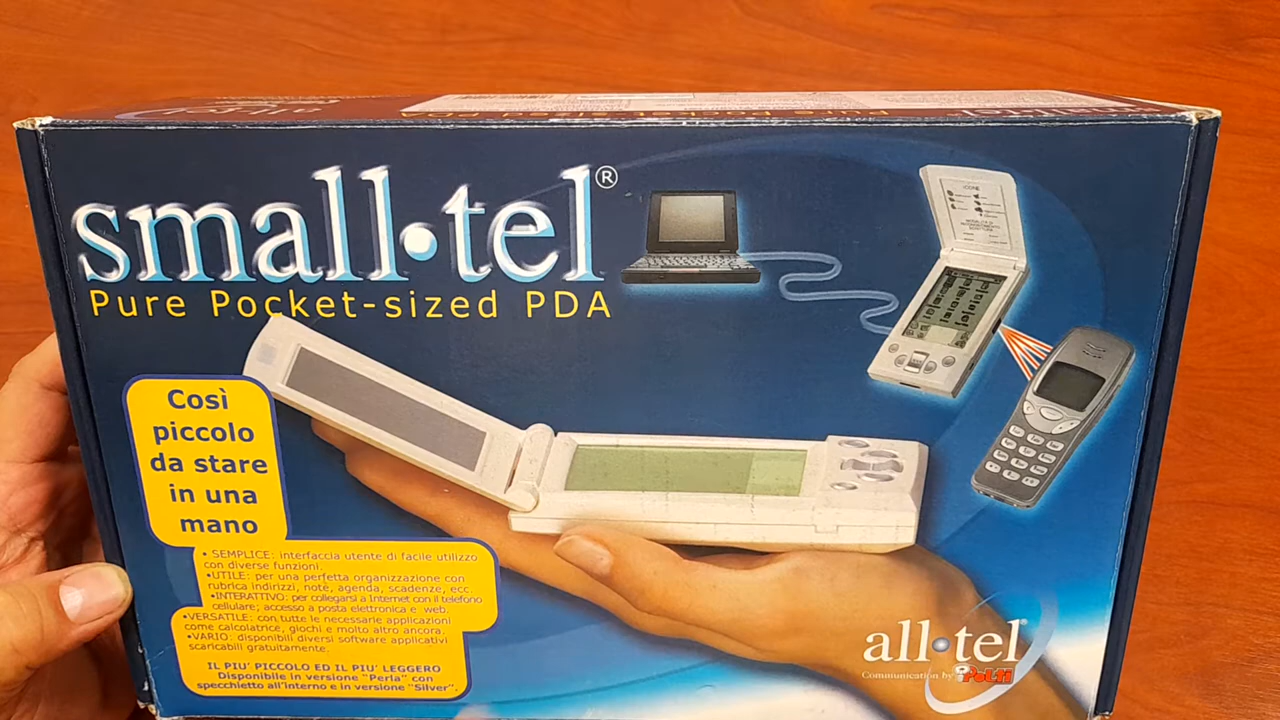 small·tel®
Pure Pocket-sized PDA
Così
piccolo
da stare
in una
mano
• SEMPLICE: interfaccia utente di facile utilizzo
con diverse funzioni.
•UTILE: per una perfetta organizzazione con
rubrica indirizzi, note, agenda, scadenze, ecc.
•INTERATTIVO: per collegarsi a Internet con il telefono
cellulare; accesso a posta elettronica e web.
•VERSATILE: con tutte le necessarie applicazioni
come calcolatrice, giochi e molto altro ancora.
•VARIO: disponibili diversi software applicativi
scaricabili gratuitamente.
IL PIU' PICCOLO ED IL PIU' LEGGERO
Disponibile in versione "Perla" con
specchietto all'interno e in versione "Silver".
all·tel
Communication by POLTI